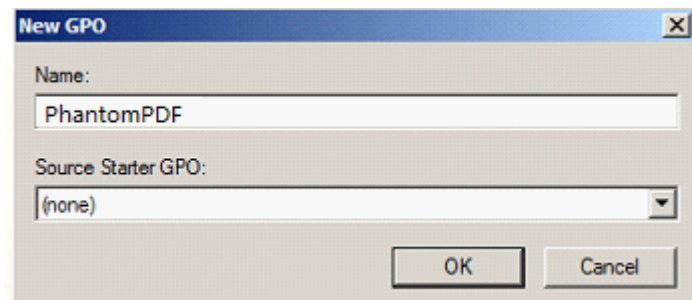 New GPO
Name:
PhantomPDF
Source Starter GPO:
(none)
OK Cancel